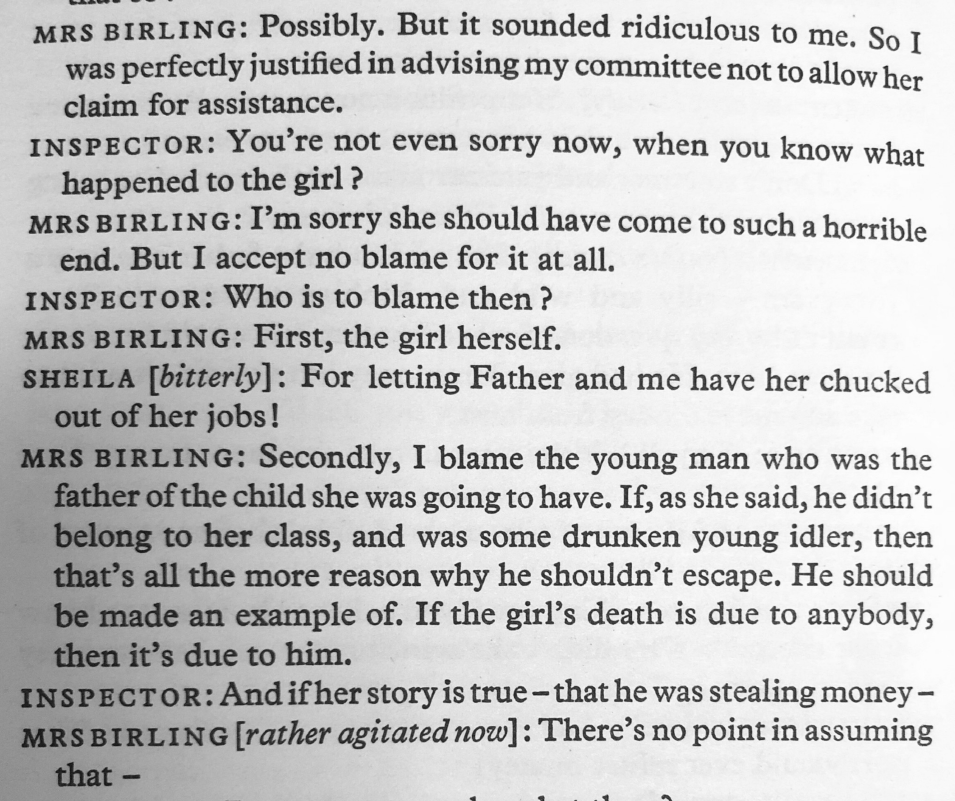 MRS BIRLING: Possibly. But it sounded ridiculous to me. So I
was perfectly justified in advising my committee not to allow her
claim for assistance.
INSPECTOR: You're not even sorry now, when you know what
happened to the girl?
MRS BIRLING: I'm sorry she should have come to such a horrible
end. But I accept no blame for it at all.
INSPECTOR: Who is to blame then?
MRS BIRLING: First, the girl herself.
SHEILA [bitterly]: For letting Father and me have her chucked
out of her jobs!
MRS BIRLING: Secondly, I blame the young man who was the
father of the child she was going to have. If, as she said, he didn't
belong to her class, and was some drunken young idler, then
that's all the more reason why he shouldn't escape. He should
be made an example of. If the girl's death is due to anybody,
then it's due to him.
INSPECTOR: And if her story is true – that he was stealing money –
MRS BIRLING [rather agitated now]: There's no point in assuming
that –